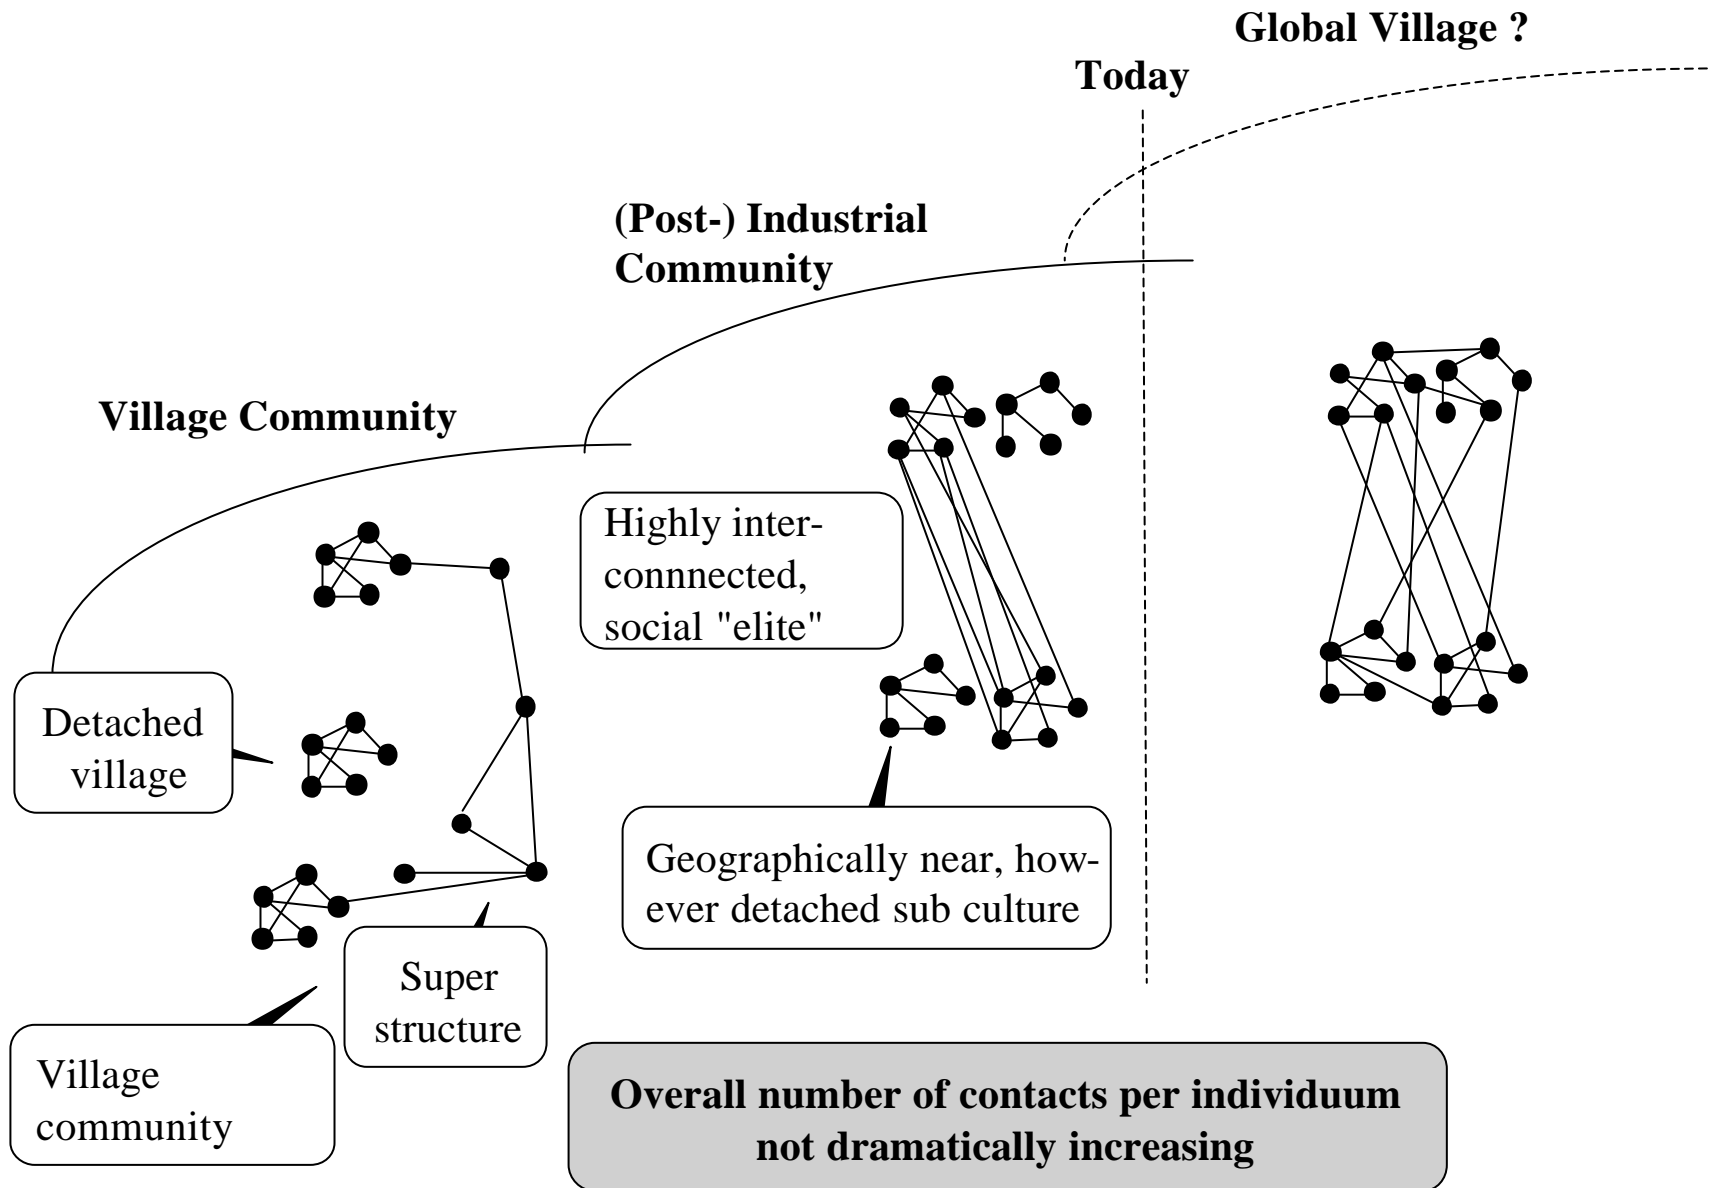 Global Village ?
Today
(Post-) Industrial
Community
Village Community
Highly inter-
connnected,
social "elite"
Detached
village
Geographically near, how-
ever detached sub culture
Super
structure
Village
community
Overall number of contacts per individuum
not dramatically increasing